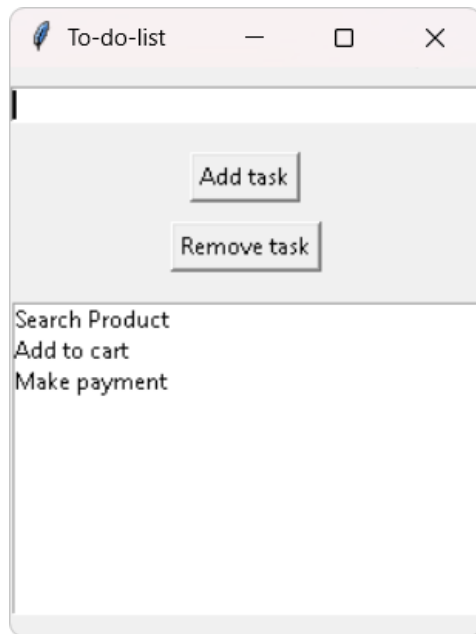 To-do-list
Add task
Remove task
Search Product
Add to cart
Make payment